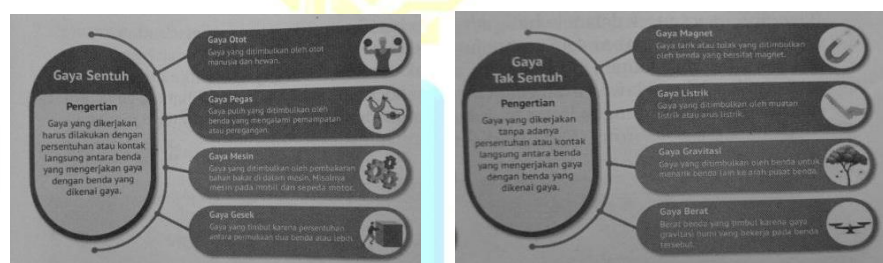 Gaya Sentuh
Pengertian
Gaya yang dikerjakan
harus dilakukan dengan
persentuhan atau kontak
langsung antara benda
yang mengerjakan gaya
dengan benda yang
dikenai gaya.
Gaya Otot
Gaya yang ditimbulkan oleh otot
manusia dan hewan.
Gaya Pegas
Gaya pulih yang ditimbulkan oleh
benda yang mengalami pemampatan
atau peregangan.
Gaya Mesin
Gaya yang ditimbulkan oleh pembakaran
bahan bakar di dalam mesin. Misalnya
mesin pada mobil dan sepeda motor.
Gaya Gesek
Gaya yang timbul karena persentuhan
antara permukaan dua benda atau lebih.
Gaya
Tak Sentuh
Pengertian
Gaya yang dikerjakan
tanpa adanya
persentuhan atau kontak
langsung antara benda
yang mengerjakan gaya
dengan benda yang
dikenai gaya.
Gaya Magnet
Gaya tarik atau tolak yang ditimbulkan
oleh benda yang bersifat magnet.
Gaya Listrik
Gaya yang ditimbulkan oleh muatan
listrik atau arus listrik.
Gaya Gravitasi
Gaya yang ditimbulkan oleh benda untuk
menarik benda lain ke arah pusat benda.
Gaya Berat
Berat benda yang timbul karena gaya
gravitasi bumi yang bekerja pada benda
tersebut.